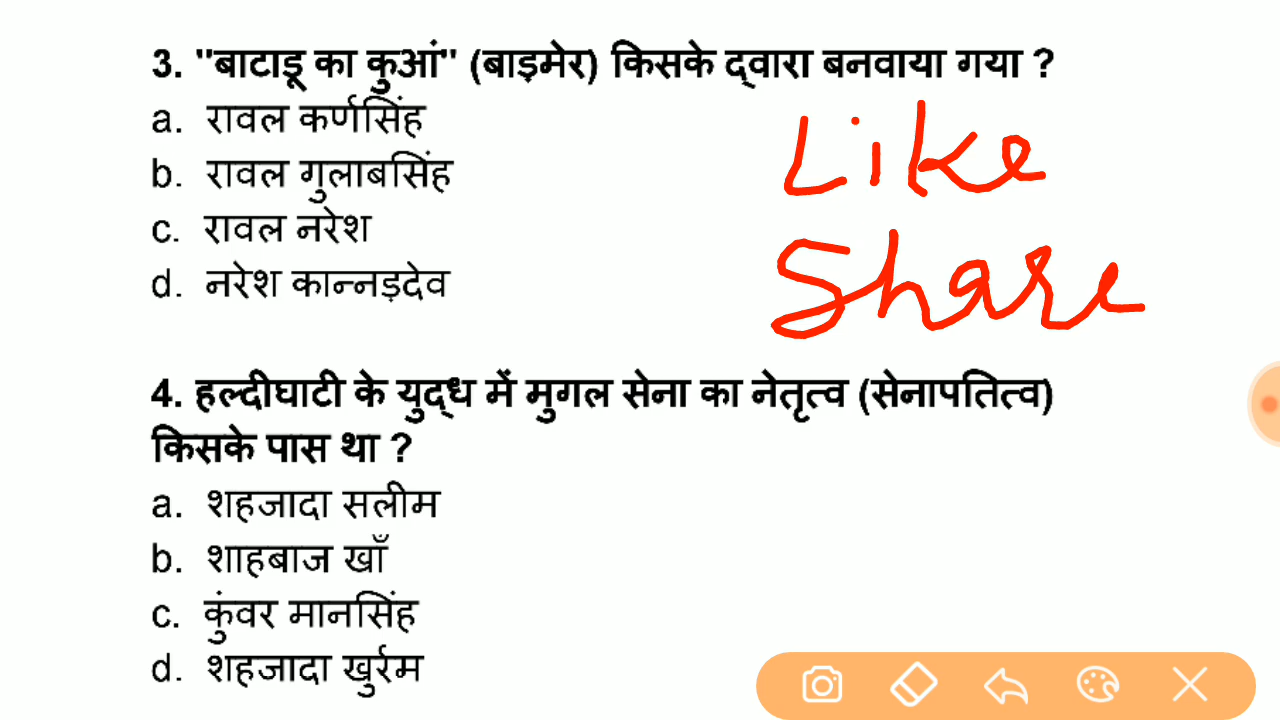 3. "बाटाडू का कुआं" (बाड़मेर) किसके द्वारा बनवाया गया ?
a. रावल कर्णसिंह
b. रावल गुलाबसिंह
c. रावल नरेश
d. नरेश कान्नड़देव
Like
Share
4. हल्दीघाटी के युद्ध में मुगल सेना का नेतृत्व (सेनापतित्व)
किसके पास था ?
a. शहजादा सलीम
b. शाहबाज खाँ
c. कुंवर मानसिंह
d. शहजादा खुर्रम